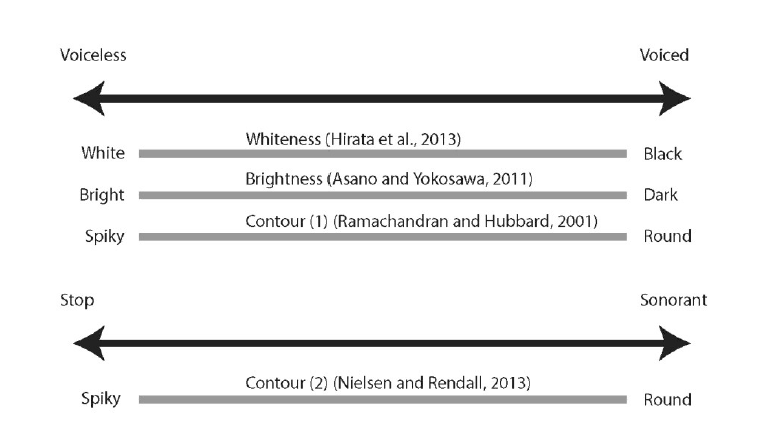 Voiceless Voiced
Whiteness (Hirata et al., 2013)
White Black
Brightness (Asano and Yokosawa, 2011)
Bright Dark
Contour (1) (Ramachandran and Hubbard, 2001)
Spiky Round
Stop Sonorant
Contour (2) (Nielsen and Rendall, 2013)
Spiky Round